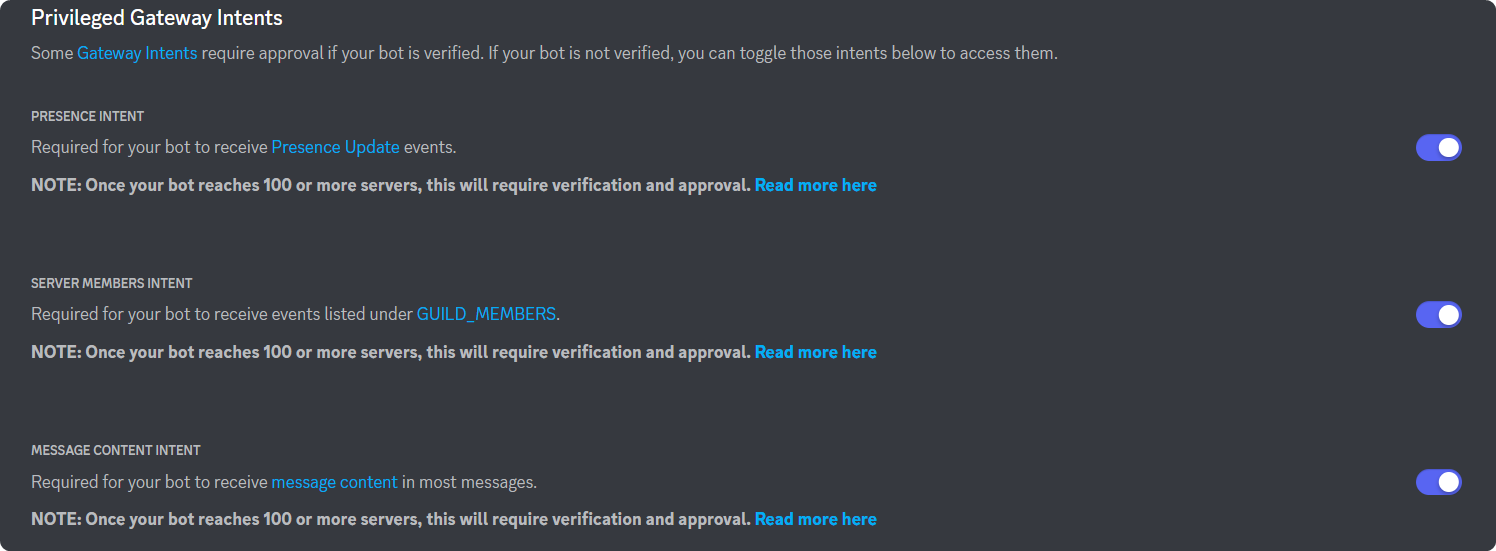 Privileged Gateway Intents
Some Gateway Intents require approval if your bot is verified. If your bot is not verified, you can toggle those intents below to access them.
PRESENCE INTENT
Required for your bot to receive Presence Update events.
NOTE: Once your bot reaches 100 or more servers, this will require verification and approval. Read more here
SERVER MEMBERS INTENT
Required for your bot to receive events listed under GUILD_MEMBERS.
NOTE: Once your bot reaches 100 or more servers, this will require verification and approval. Read more here
MESSAGE CONTENT INTENT
Required for your bot to receive message content in most messages.
NOTE: Once your bot reaches 100 or more servers, this will require verification and approval. Read more here